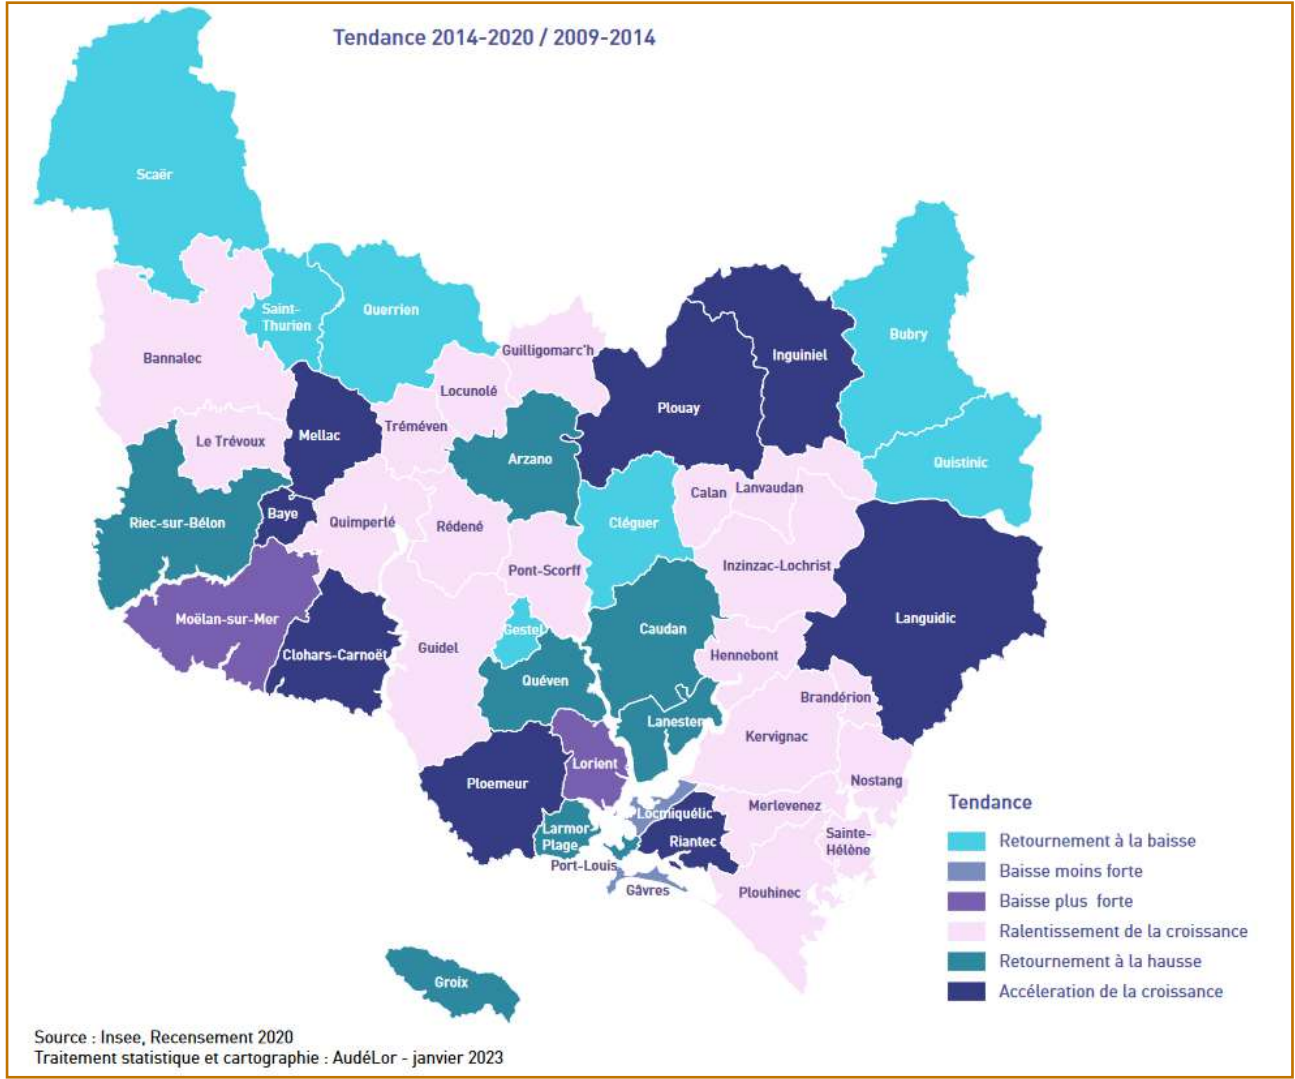 Tendance 2014-2020 / 2009-2014
Scaër
Saint-
Thurien
Querrien
Bannalec
Guilligomarc'h
Locunolé
Inguiniel
Bubry
Plouay
Le Trévoux
Mellac
Tréméven
Arzano
Quistinic
Calan
Lanvaudan
Riec-sur-Bélon
Baye
Quimperlé
Rédené
Cléguer
Pont-Scorff
Inzinzac-Lochrist
Moëlan-sur-Mer
Clohars-Carnoët
Guidel
Gestel
Caudan
Languidic
Hennebont
Quéven
Brandérion
Lanester
Kervignac
Lorient
Ploemeur
Nostang
Locmiquélic
Merlevenez
Larmor-
Plage
Riantec
Sainte-
Hélène
Port-Louis
Gâvres
Plouhinec
Groix
Tendance
Retournement à la baisse
Baisse moins forte
Baisse plus  forte
Ralentissement de la croissance
Retournement à la hausse
Accéleration de la croissance
Source : Insee, Recensement 2020
Traitement statistique et cartographie : AudéLor - janvier 2023